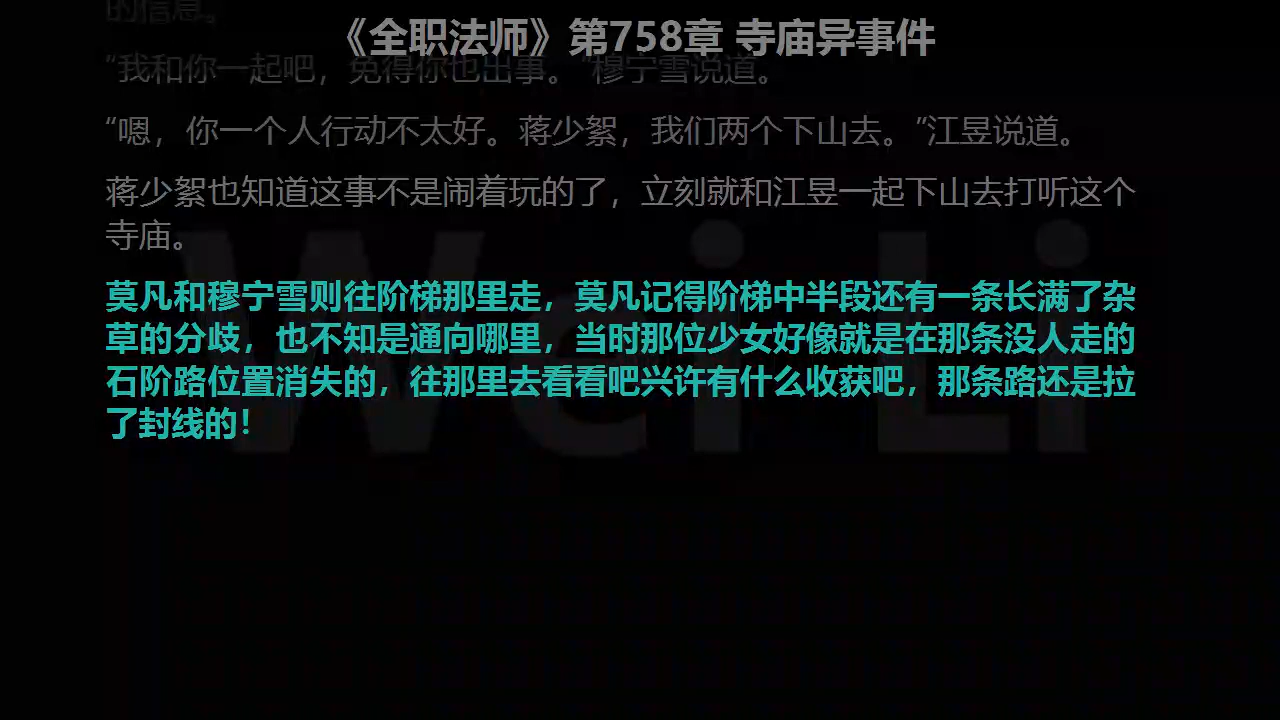 的信息。
《全职法师》第758章 寺庙异事件
“我和你一起吧，免得你也出事。”穆宁雪说道。
“嗯，你一个人行动不太好。蒋少絮，我们两个下山去。”江昱说道。
蒋少絮也知道这事不是闹着玩的了，立刻就和江昱一起下山去打听这个
寺庙。
莫凡和穆宁雪则往阶梯那里走，莫凡记得阶梯中半段还有一条长满了杂
草的分歧，也不知是通向哪里，当时那位少女好像就是在那条没人走的
石阶路位置消失的，往那里去看看吧兴许有什么收获吧，那条路还是拉
了封线的！
Wei Li